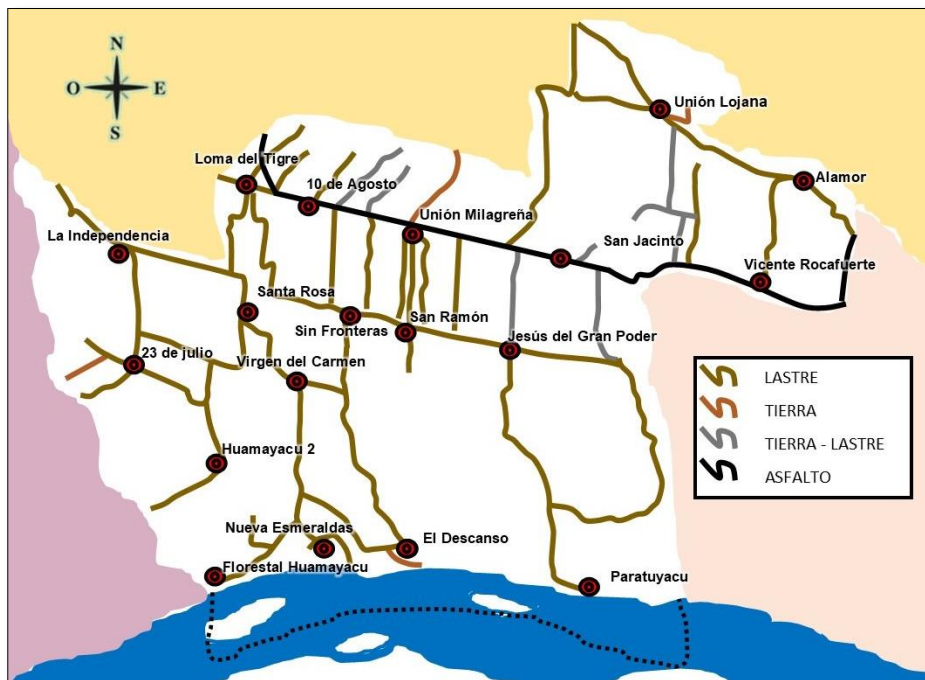 N
O E
S
Unión Lojana
Loma del Tigre
10 de Agosto
Alamor
Unión Milagreña
La Independencia
San Jacinto
Vicente Rocafuerte
Santa Rosa
Sin Fronteras
San Ramón
Jesús del Gran Poder
23 de julio
Virgen del Carmen
Huamayacu 2
Nueva Esmeraldas
El Descanso
Florestal Huamayacu
Paratuyacu
LASTRE
TIERRA
TIERRA - LASTRE
ASFALTO